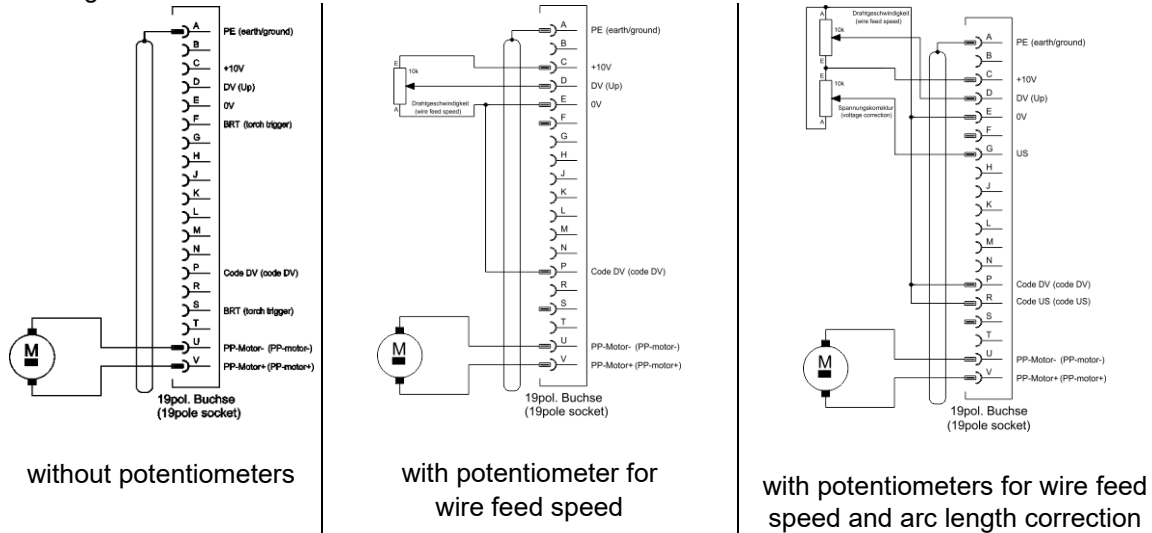 A PE (earth/ground)
B
C +10V
D DV (Up)
E 0V
F BRT (torch trigger)
G
H
J
K
L
M
N
P Code DV (code DV)
R
S BRT (torch trigger)
T
U PP-Motor- (PP-motor-)
V PP-Motor+ (PP-motor+)
M
19pol. Buchse
(19pole socket)
without potentiometers
A PE (earth/ground)
B
E
C +10V
10k
D DV (Up)
Drahtgeschwindigkeit
(wire feed speed)
A
E 0V
F
G
H
J
K
L
M
N
P Code DV (code DV)
R
S
T
U PP-Motor- (PP-motor-)
V PP-Motor+ (PP-motor+)
M
19pol. Buchse
(19pole socket)
with potentiometer for
wire feed speed
A
Drahtgeschwindigkeit
(wire feed speed)
10k
E
A PE (earth/ground)
B
E
C +10V
10k
D DV (Up)
Spannungskorrektur
(voltage correction)
A
E 0V
F
G US
H
J
K
L
M
N
P Code DV (code DV)
R Code US (code US)
S
T
U PP-Motor- (PP-motor-)
V PP-Motor+ (PP-motor+)
M
19pol. Buchse
(19pole socket)
with potentiometers for wire feed
speed and arc length correction